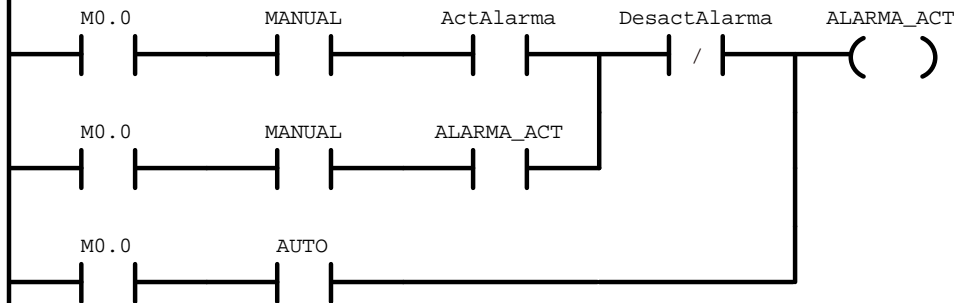 M0.0 MANUAL ActAlarma DesactAlarma ALARMA_ACT
/
M0.0 MANUAL ALARMA_ACT
M0.0 AUTO